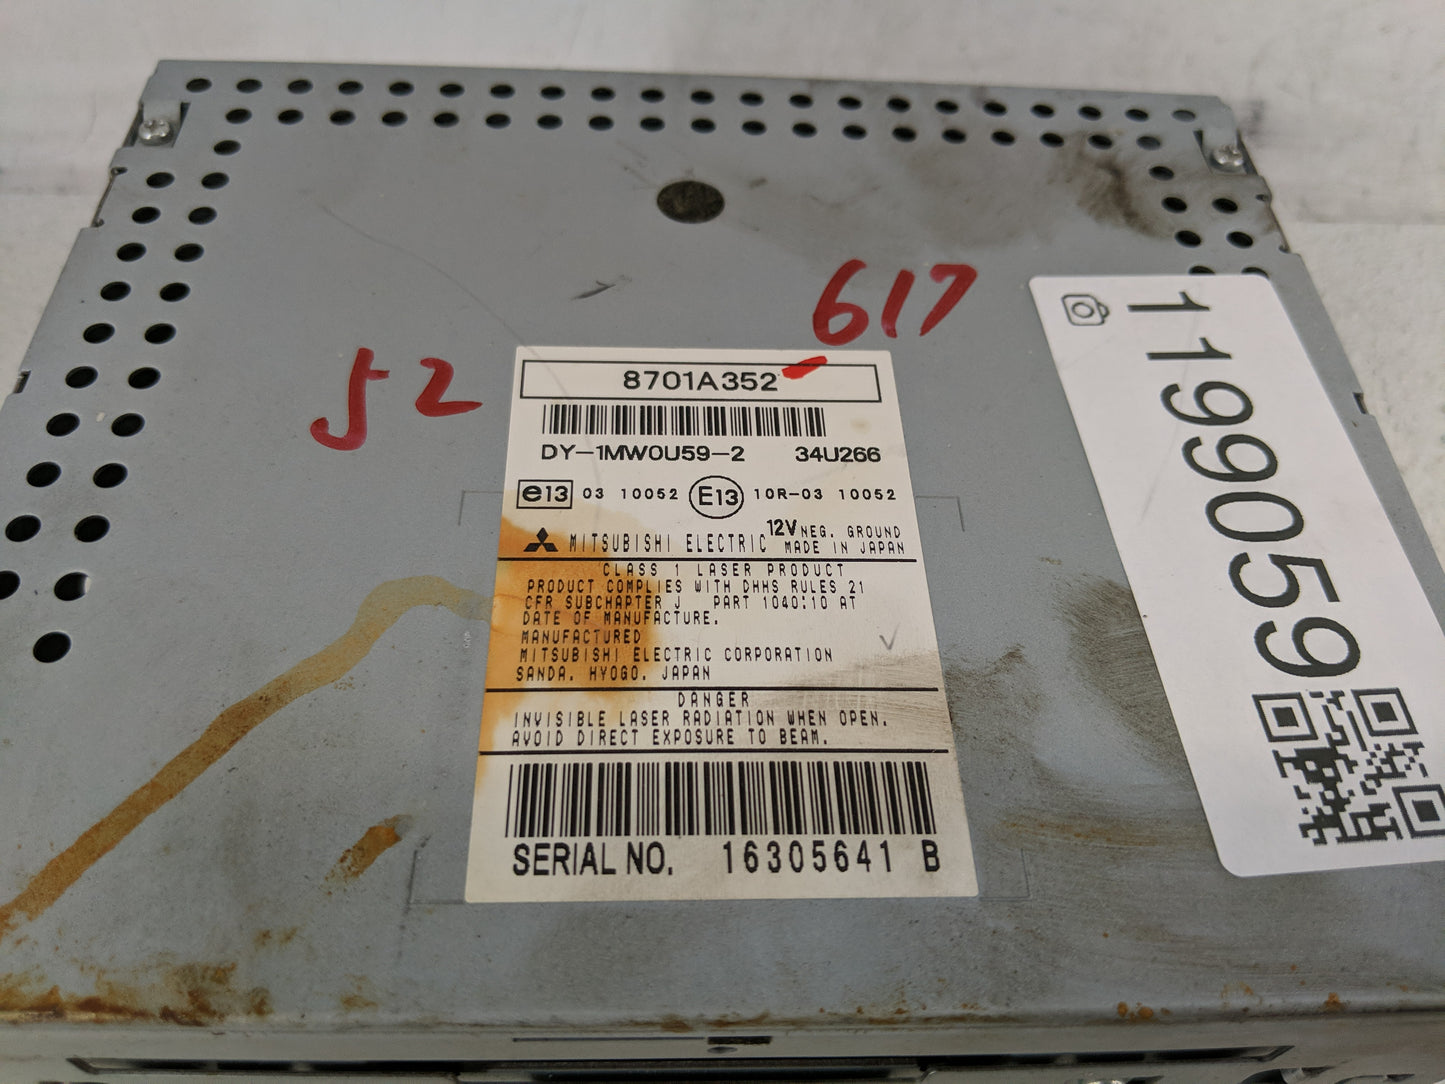 617
52
8701A352
DY-1MW0U59-2 34U266
e13 03 10052 E13 10R-03 10052
12V NEG. GROUND
MITSUBISHI ELECTRIC MADE IN JAPAN
CLASS 1 LASER PRODUCT
PRODUCT COMPLIES WITH DHHS RULES 21
CFR SUBCHAPTER J PART 1040:10 AT
DATE OF MANUFACTURE.
MANUFACTURED
MITSUBISHI ELECTRIC CORPORATION
SANDA. HYOGO. JAPAN
DANGER
INVISIBLE LASER RADIATION WHEN OPEN.
AVOID DIRECT EXPOSURE TO BEAM.
SERIAL NO. 16305641 B
1199059